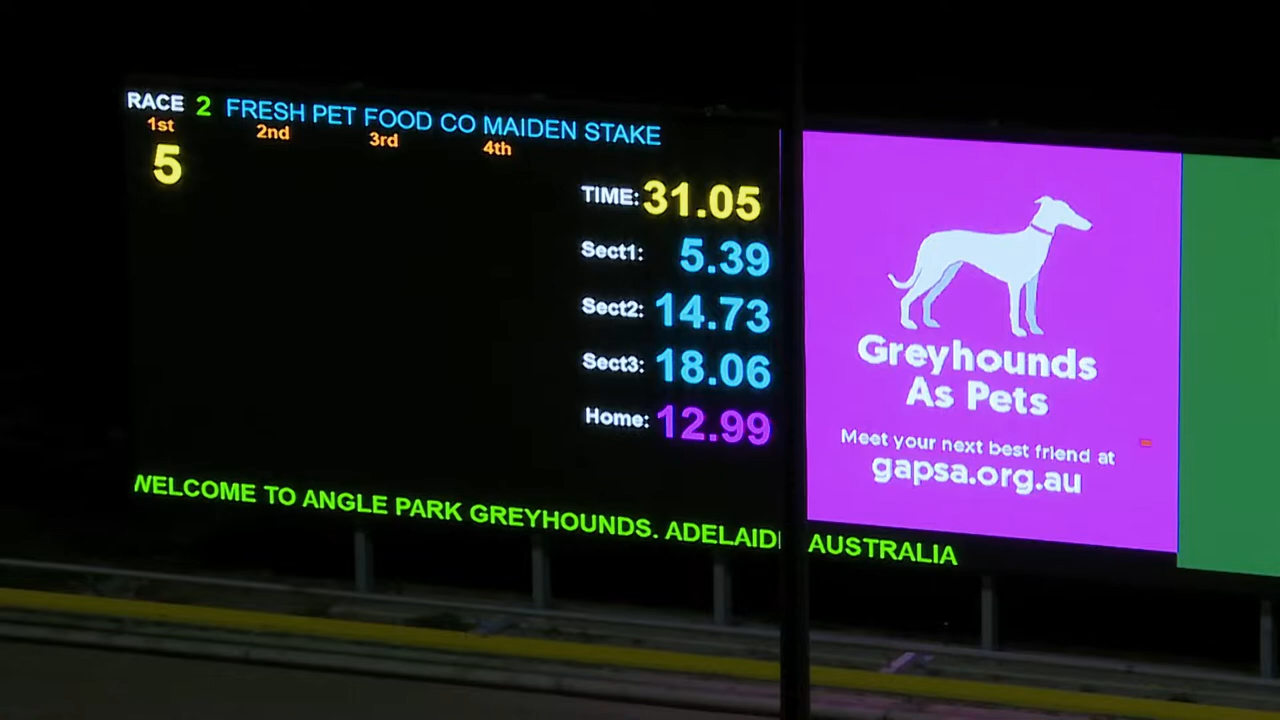 RACE 2 FRESH PET FOOD CO MAIDEN STAKE
1st 2nd 3rd 4th
5
TIME: 31.05
Sect1: 5.39
Sect2: 14.73
Sect3: 18.06
Home: 12.99
WELCOME TO ANGLE PARK GREYHOUNDS. ADELAID AUSTRALIA
Greyhounds
As Pets
Meet your next best friend at
gapsa.org.au